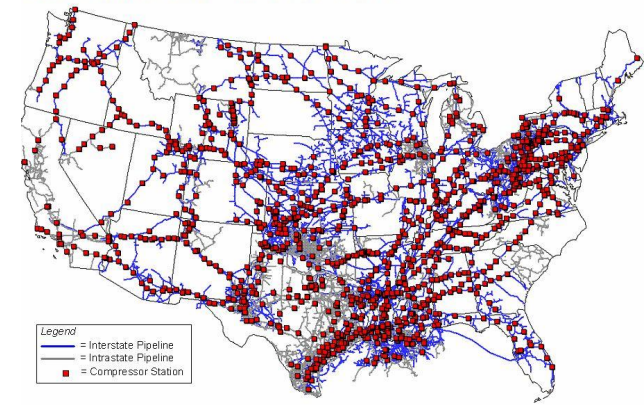 Legend
= Interstate Pipeline
= Intrastate Pipeline
= Compressor Station